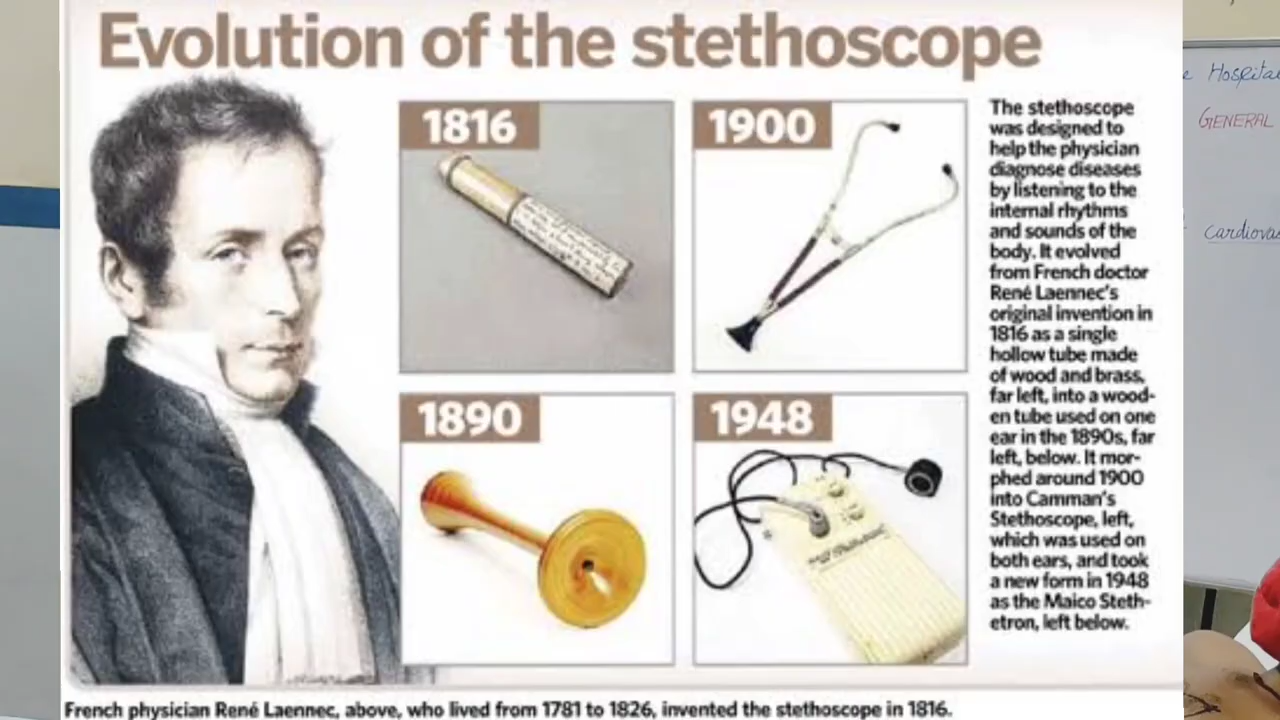 Evolution of the stethoscope
1816
1900
1890
1948
The stethoscope
was designed to
help the physician
diagnose diseases
by listening to the
internal rhythms
and sounds of the
body. It evolved
from French doctor
René Laennec's
original invention in
1816 as a single
hollow tube made
of wood and brass,
far left, into a wood-
en tube used on one
ear in the 1890s, far
left, below. It mor-
phed around 1900
into Camman's
Stethoscope, left,
which was used on
both ears, and took
a new form in 1948
as the Maico Steth-
etron, left below.
French physician René Laennec, above, who lived from 1781 to 1826, invented the stethoscope in 1816.
GENERAL